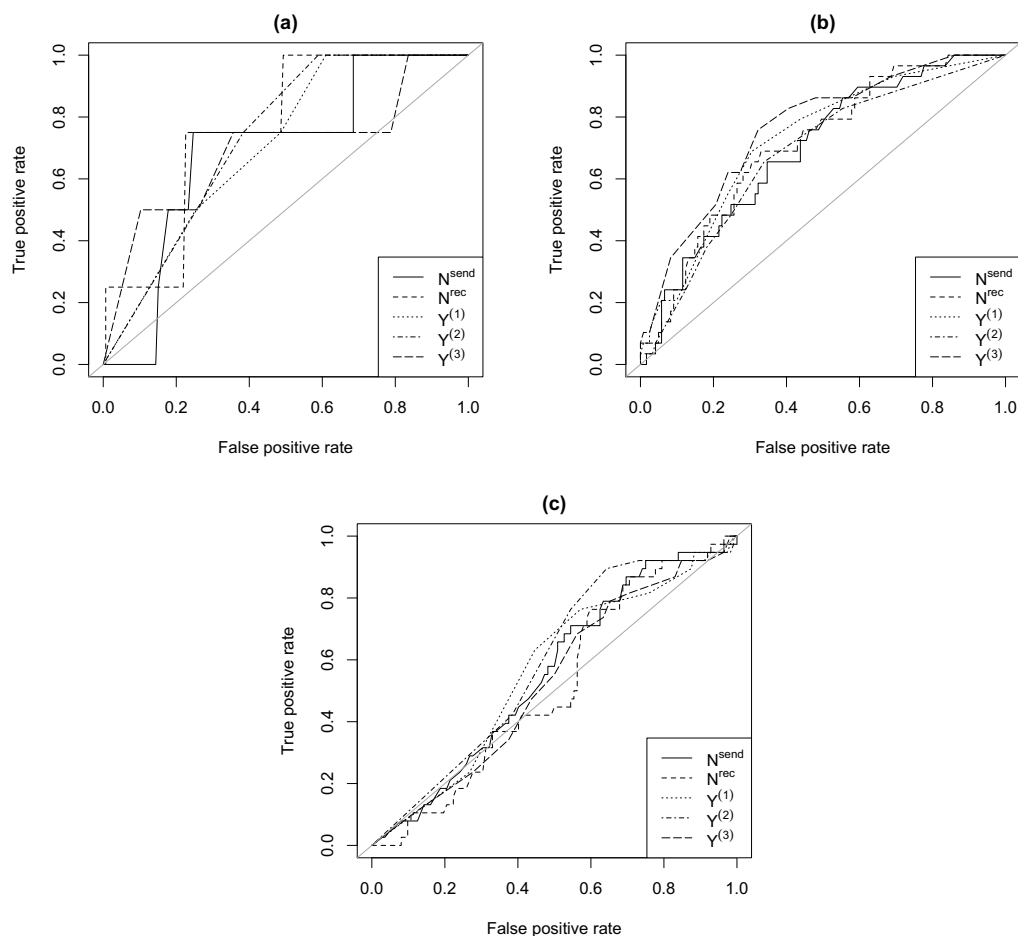 (a)
True positive rate
1.0
0.8
0.6
0.4
0.2
0.0
N^send
N^rec
Y^(1)
Y^(2)
Y^(3)
0.0 0.2 0.4 0.6 0.8 1.0
False positive rate
(b)
True positive rate
1.0
0.8
0.6
0.4
0.2
0.0
N^send
N^rec
Y^(1)
Y^(2)
Y^(3)
0.0 0.2 0.4 0.6 0.8 1.0
False positive rate
(c)
True positive rate
1.0
0.8
0.6
0.4
0.2
0.0
N^send
N^rec
Y^(1)
Y^(2)
Y^(3)
0.0 0.2 0.4 0.6 0.8 1.0
False positive rate